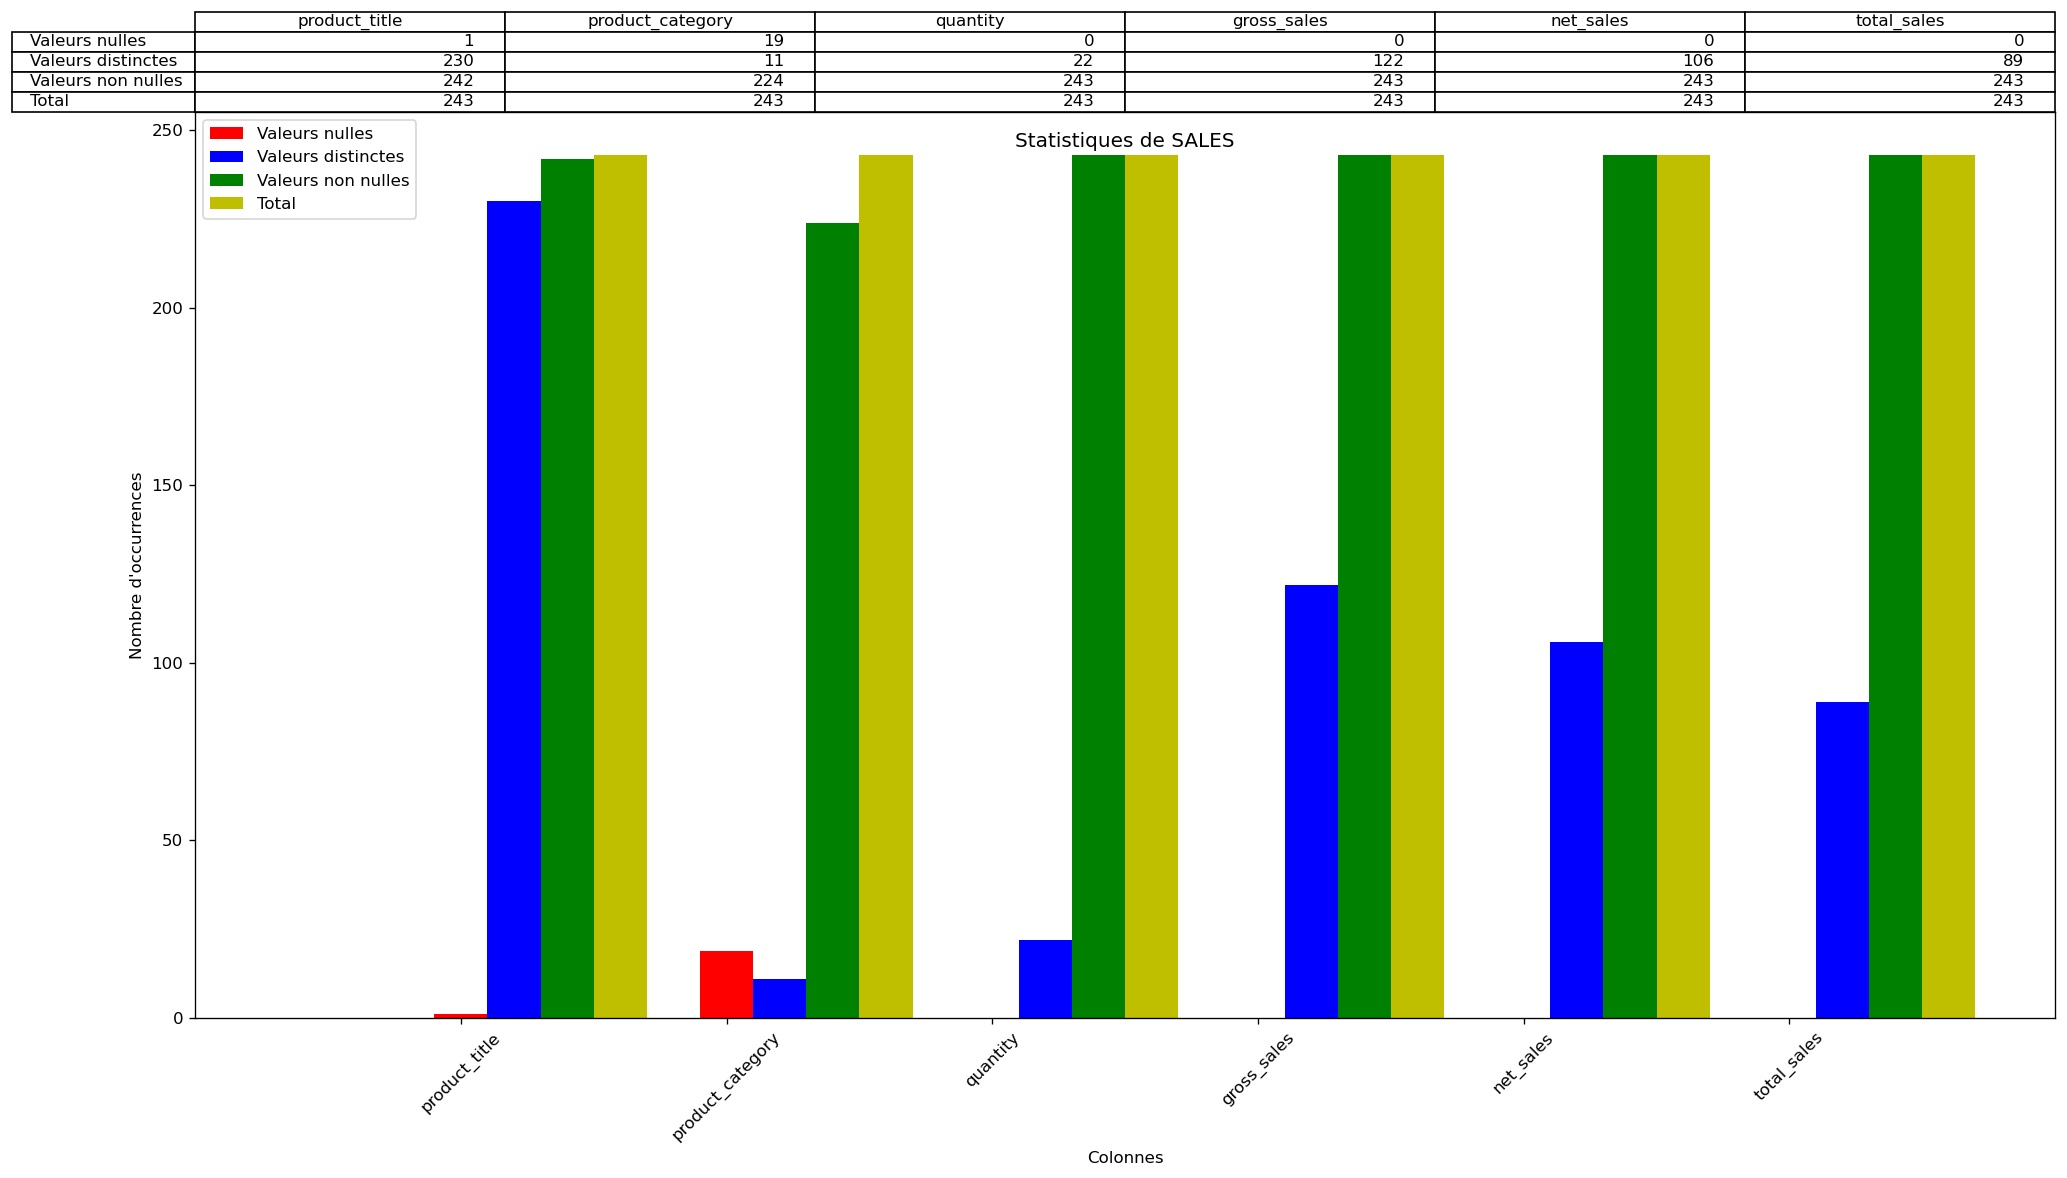 product_title product_category quantity gross_sales net_sales total_sales
Valeurs nulles 1 19 0 0 0 0
Valeurs distinctes 230 11 22 122 106 89
Valeurs non nulles 242 224 243 243 243 243
Total 243 243 243 243 243 243
Statistiques de SALES
Valeurs nulles
Valeurs distinctes
Valeurs non nulles
Total
250
200
150
100
50
0
Nombre d'occurrences
product_title
product_category
quantity
gross_sales
net_sales
total_sales
Colonnes